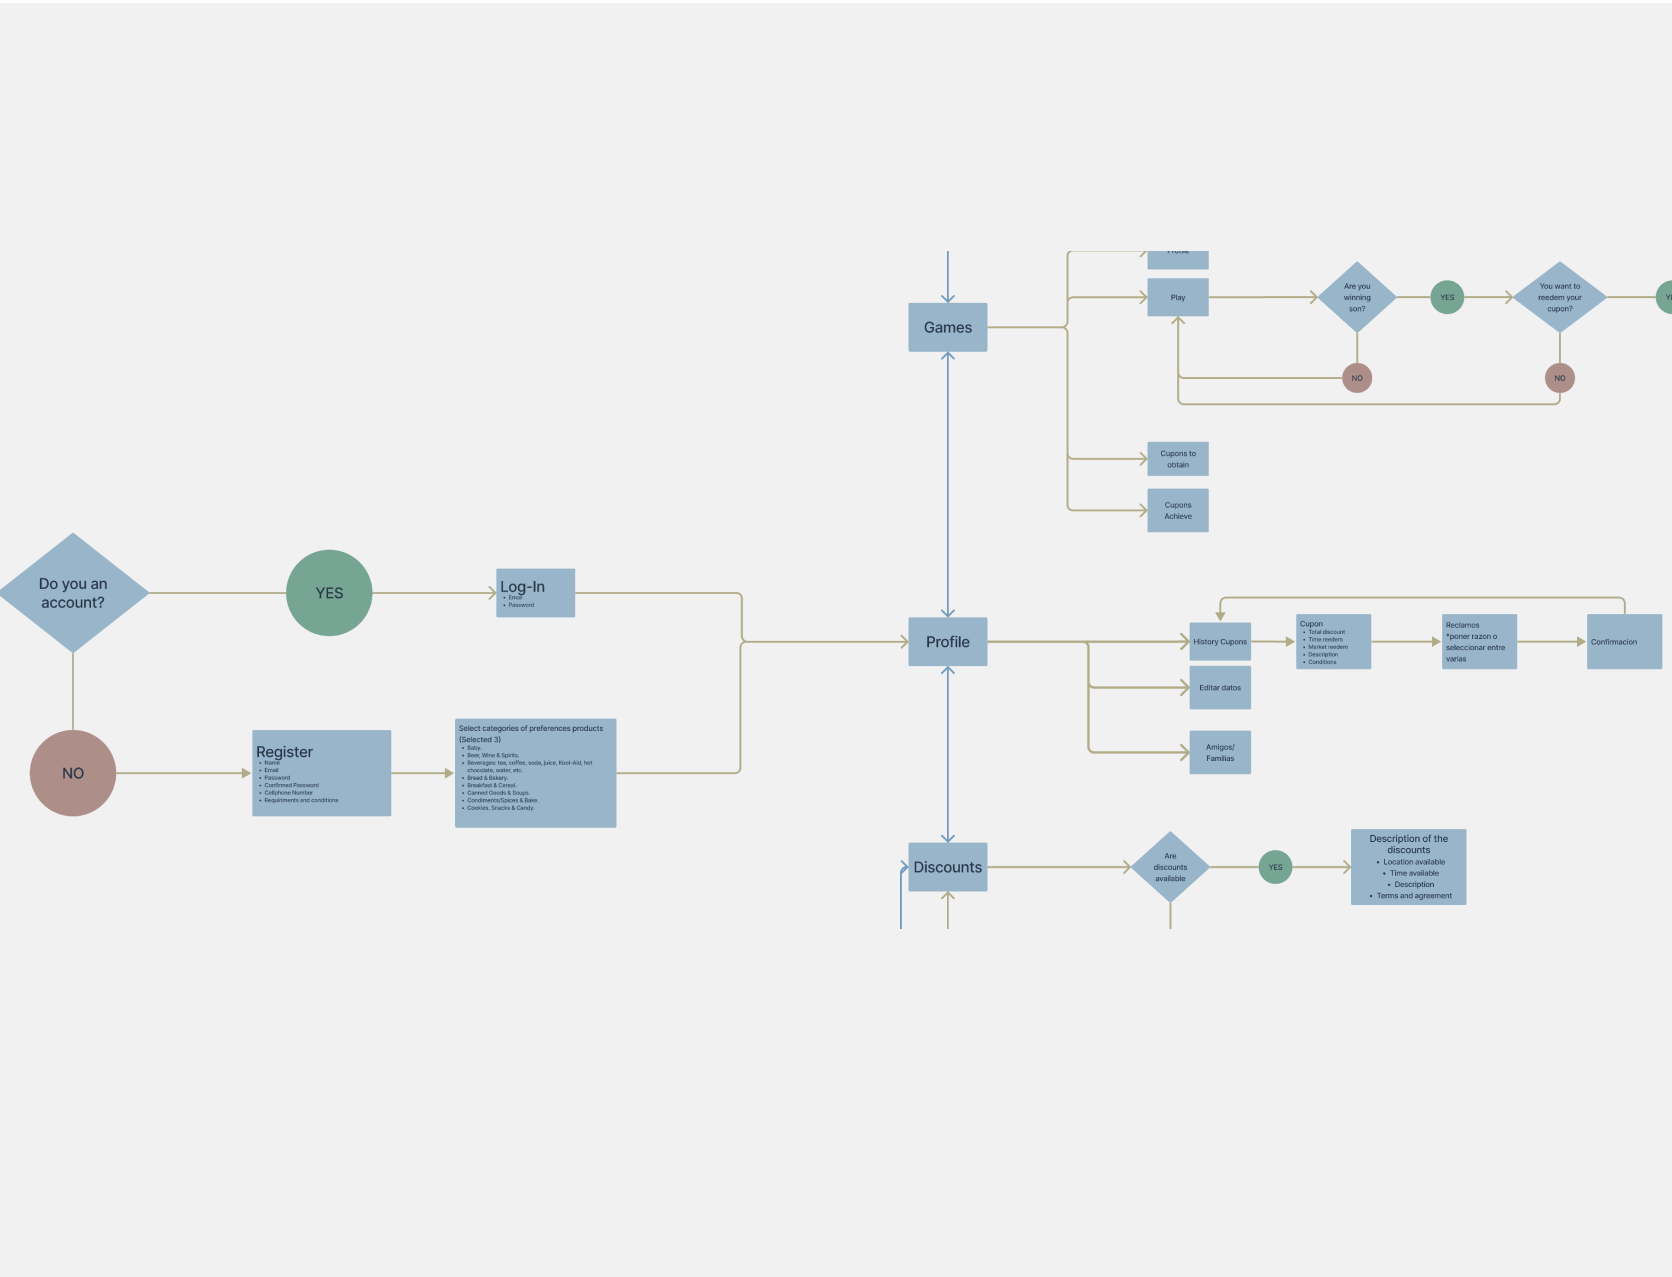 Profile
Play
Are you
winning
son?
YES
You want to
reedem your
cupon?
Games
NO
NO
Cupons to
obtain
Cupons
Achieve
Do you an
account?
YES
Log-In
• Email
• Password
Profile
History Cupons
Cupon
• Total discount
• Time reedem
• Market reedem
• Description
• Conditions
Reclamos
*poner razon o
seleccionar entre
varias
Confirmacion
Editar datos
Amigos/
Familias
NO
Register
• Name
• Email
• Password
• Confirmed Password
• Cellphone Number
• Requiriments and conditions
Select categories of preferences products
(Selected 3)
• Baby.
• Beer, Wine & Spirits.
• Beverages: tea, coffee, soda, juice, Kool-Aid, hot
chocolate, water, etc.
• Bread & Bakery.
• Breakfast & Cereal.
• Canned Goods & Soups.
• Condiments/Spices & Bake.
• Cookies, Snacks & Candy.
Discounts
Are
discounts
available
YES
Description of the
discounts
• Location available
• Time available
• Description
• Terms and agreement